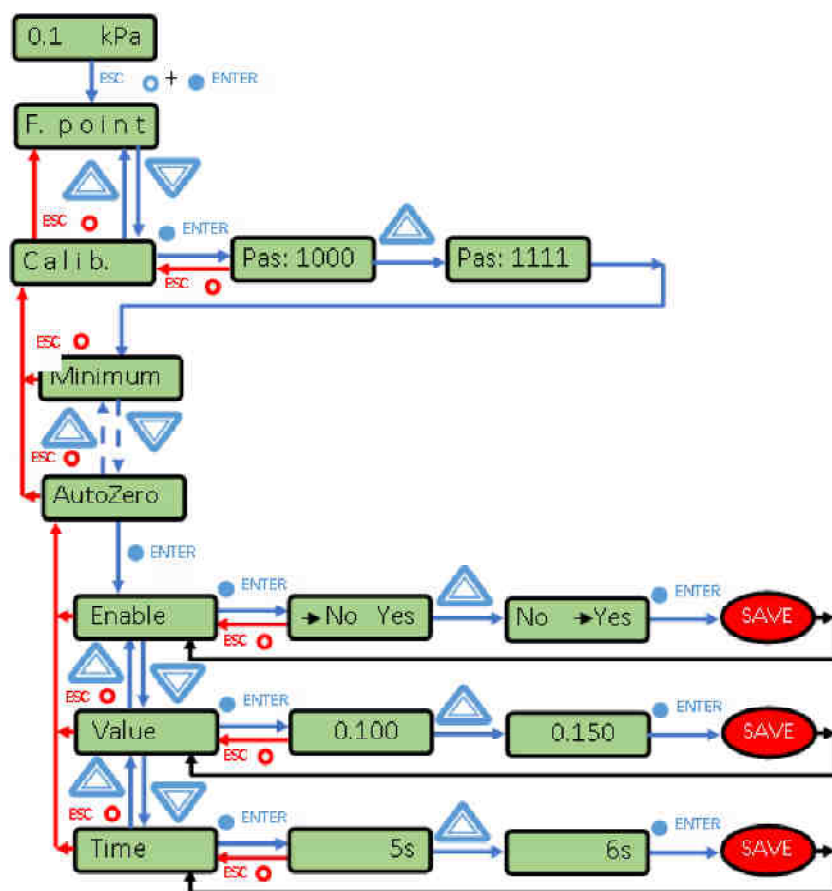 0.1 kPa
ESC + ENTER
F. point
ESC
ENTER
Calib.
Pas: 1000
Pas: 1111
ESC
ESC
Minimum
ESC
AutoZero
ENTER
ENTER
ENTER
Enable
No Yes
No Yes
SAVE
ESC
ESC
ENTER
ENTER
Value
0.100
0.150
SAVE
ESC
ESC
ENTER
ENTER
Time
5s
6s
SAVE
ESC